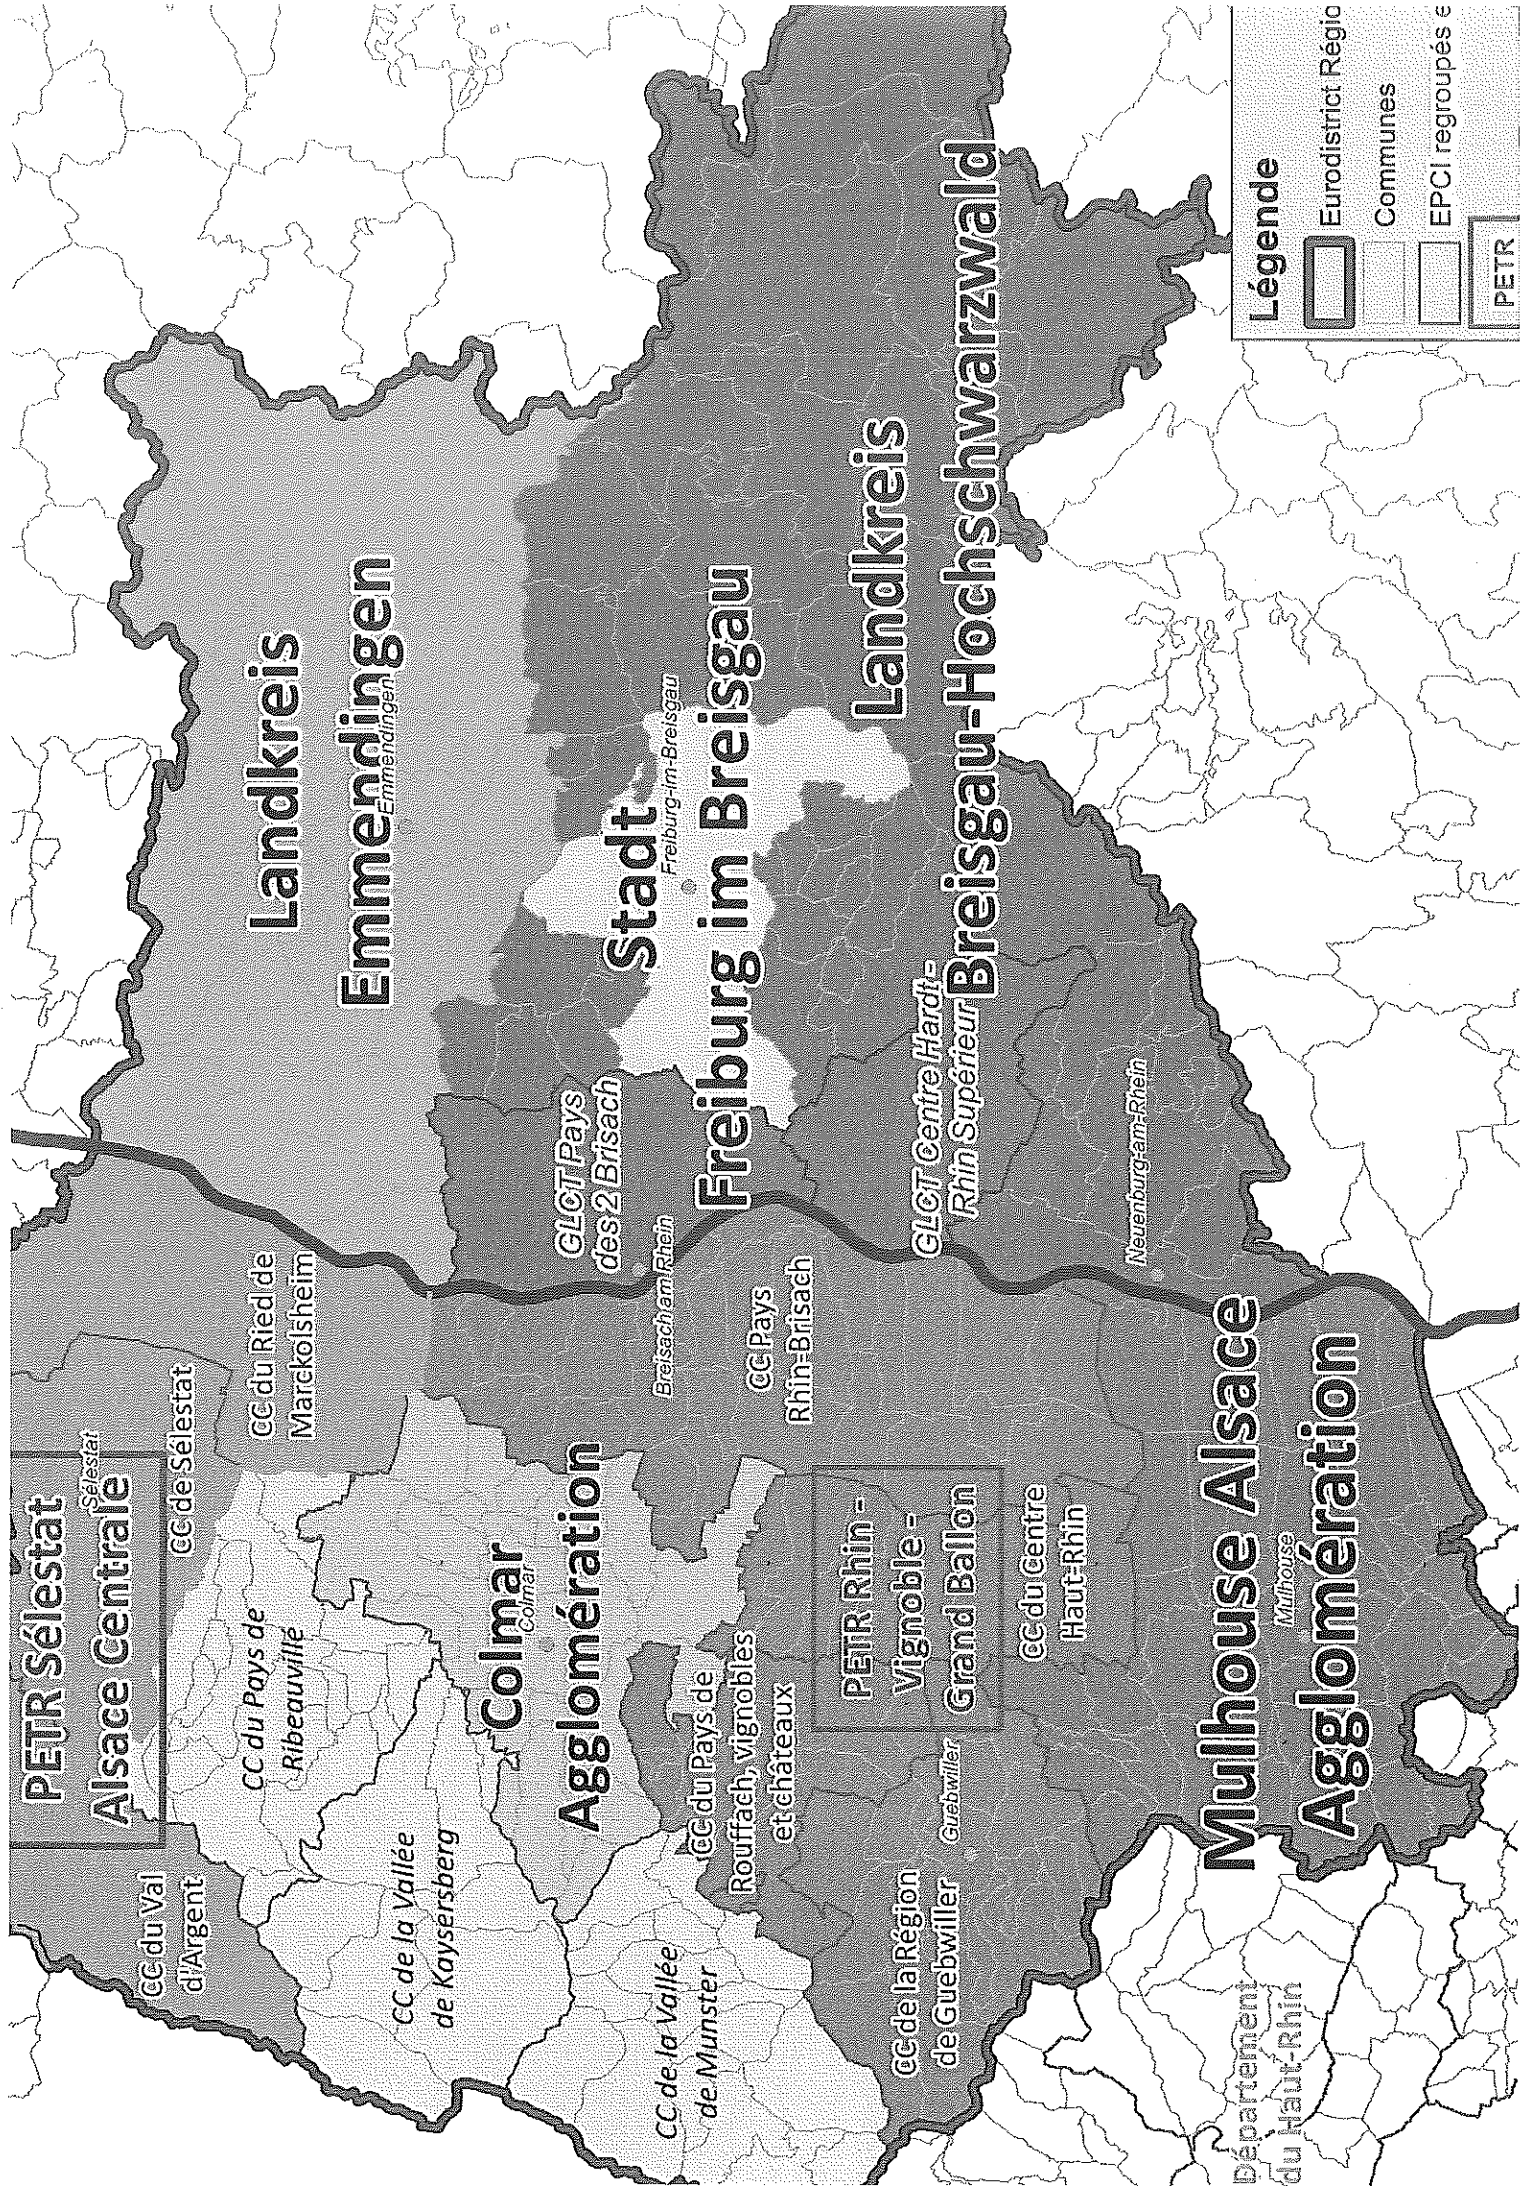 PETR Sélestat
Alsace Centrale
Sélestat
CC de Sélestat
CC du Val
d'Argent
CC du Pays de
Ribeauvillé
CC du Ried de
Marckolsheim
Landkreis
Emmendingen
Emmendingen
CC de la Vallée
de Kaysersberg
Colmar
Colmar
Agglomération
GLCT Pays
des 2 Brisach
Breisach am Rhein
Stadt
Freiburg-im-Breisgau
Freiburg im Breisgau
CC de la Vallée
de Munster
CC du Pays de
Rouffach, vignobles
et châteaux
CC Pays
Rhin-Brisach
Landkreis
Breisgau-Hochschwarzwald
PETR Rhin -
Vignoble -
Grand Ballon
GLCT Centre Hardt-
Rhin Supérieur
CC de la Région
de Guebwiller
Guebwiller
CC du Centre
Haut-Rhin
Neuenburg-am-Rhein
Mulhouse Alsace
Mulhouse
Agglomération
Département
du Haut-Rhin
Légende
Eurodistrict Régio
Communes
EPCI regroupés e
PETR